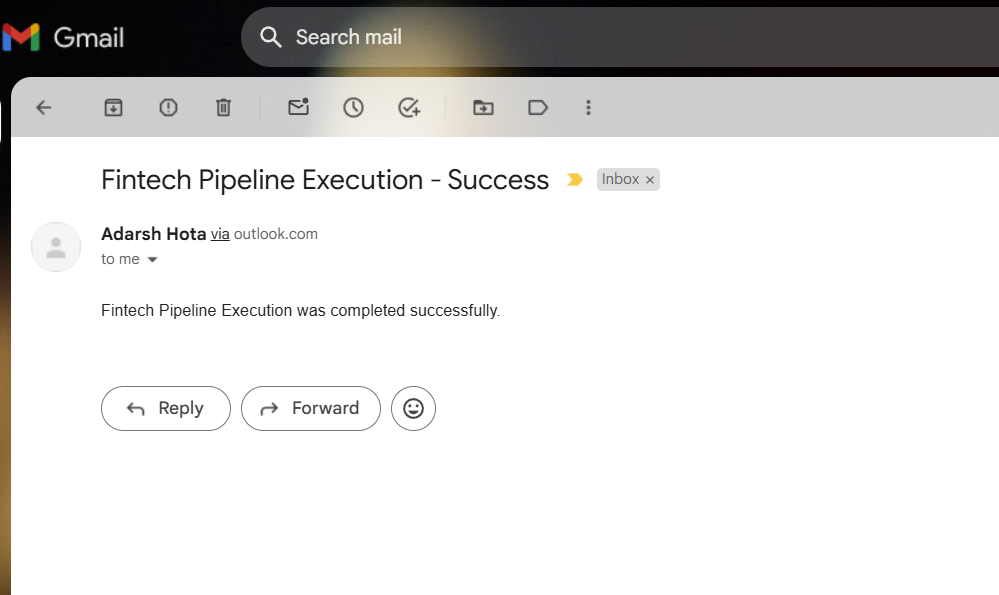 Gmail
Search mail
Fintech Pipeline Execution - Success
Inbox ×
Adarsh Hota via outlook.com
to me
Fintech Pipeline Execution was completed successfully.
Reply
Forward